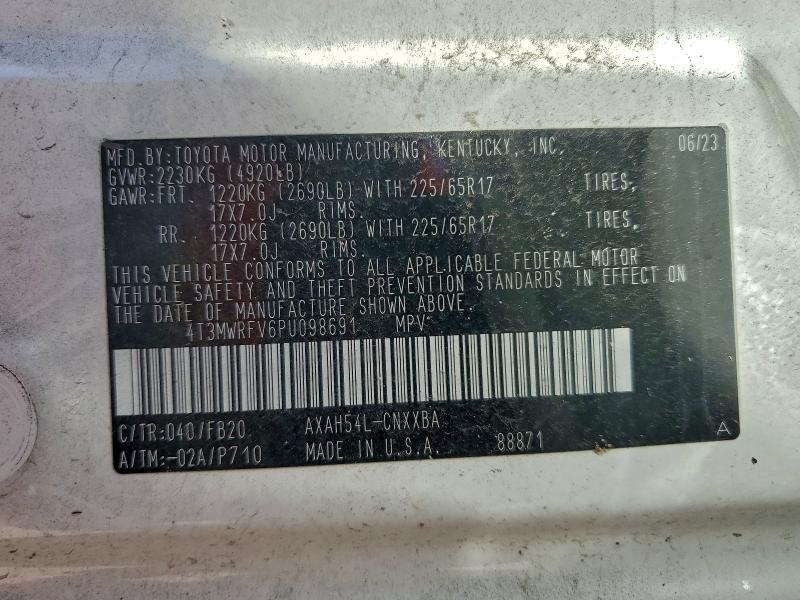 MFD.BY:TOYOTA MOTOR MANUFACTURING, KENTUCKY, INC. 06/23
GVWR:2230KG (4920LB)
GAWR:FRT. 1220KG (2690LB) WITH 225/65R17 TIRES,
17X7.0J RIMS.
RR. 1220KG (2690LB) WITH 225/65R17 TIRES,
17X7.0J RIMS.
THIS VEHICLE CONFORMS TO ALL APPLICABLE FEDERAL MOTOR
VEHICLE SAFETY AND THEFT PREVENTION STANDARDS IN EFFECT ON
THE DATE OF MANUFACTURE SHOWN ABOVE.
4T3MWRFV6PU098691 MPV
C/TR:040/FB20 AXAH54L-CNXXBA
A/TM:-02A/P710 MADE IN U.S.A. 88871 A